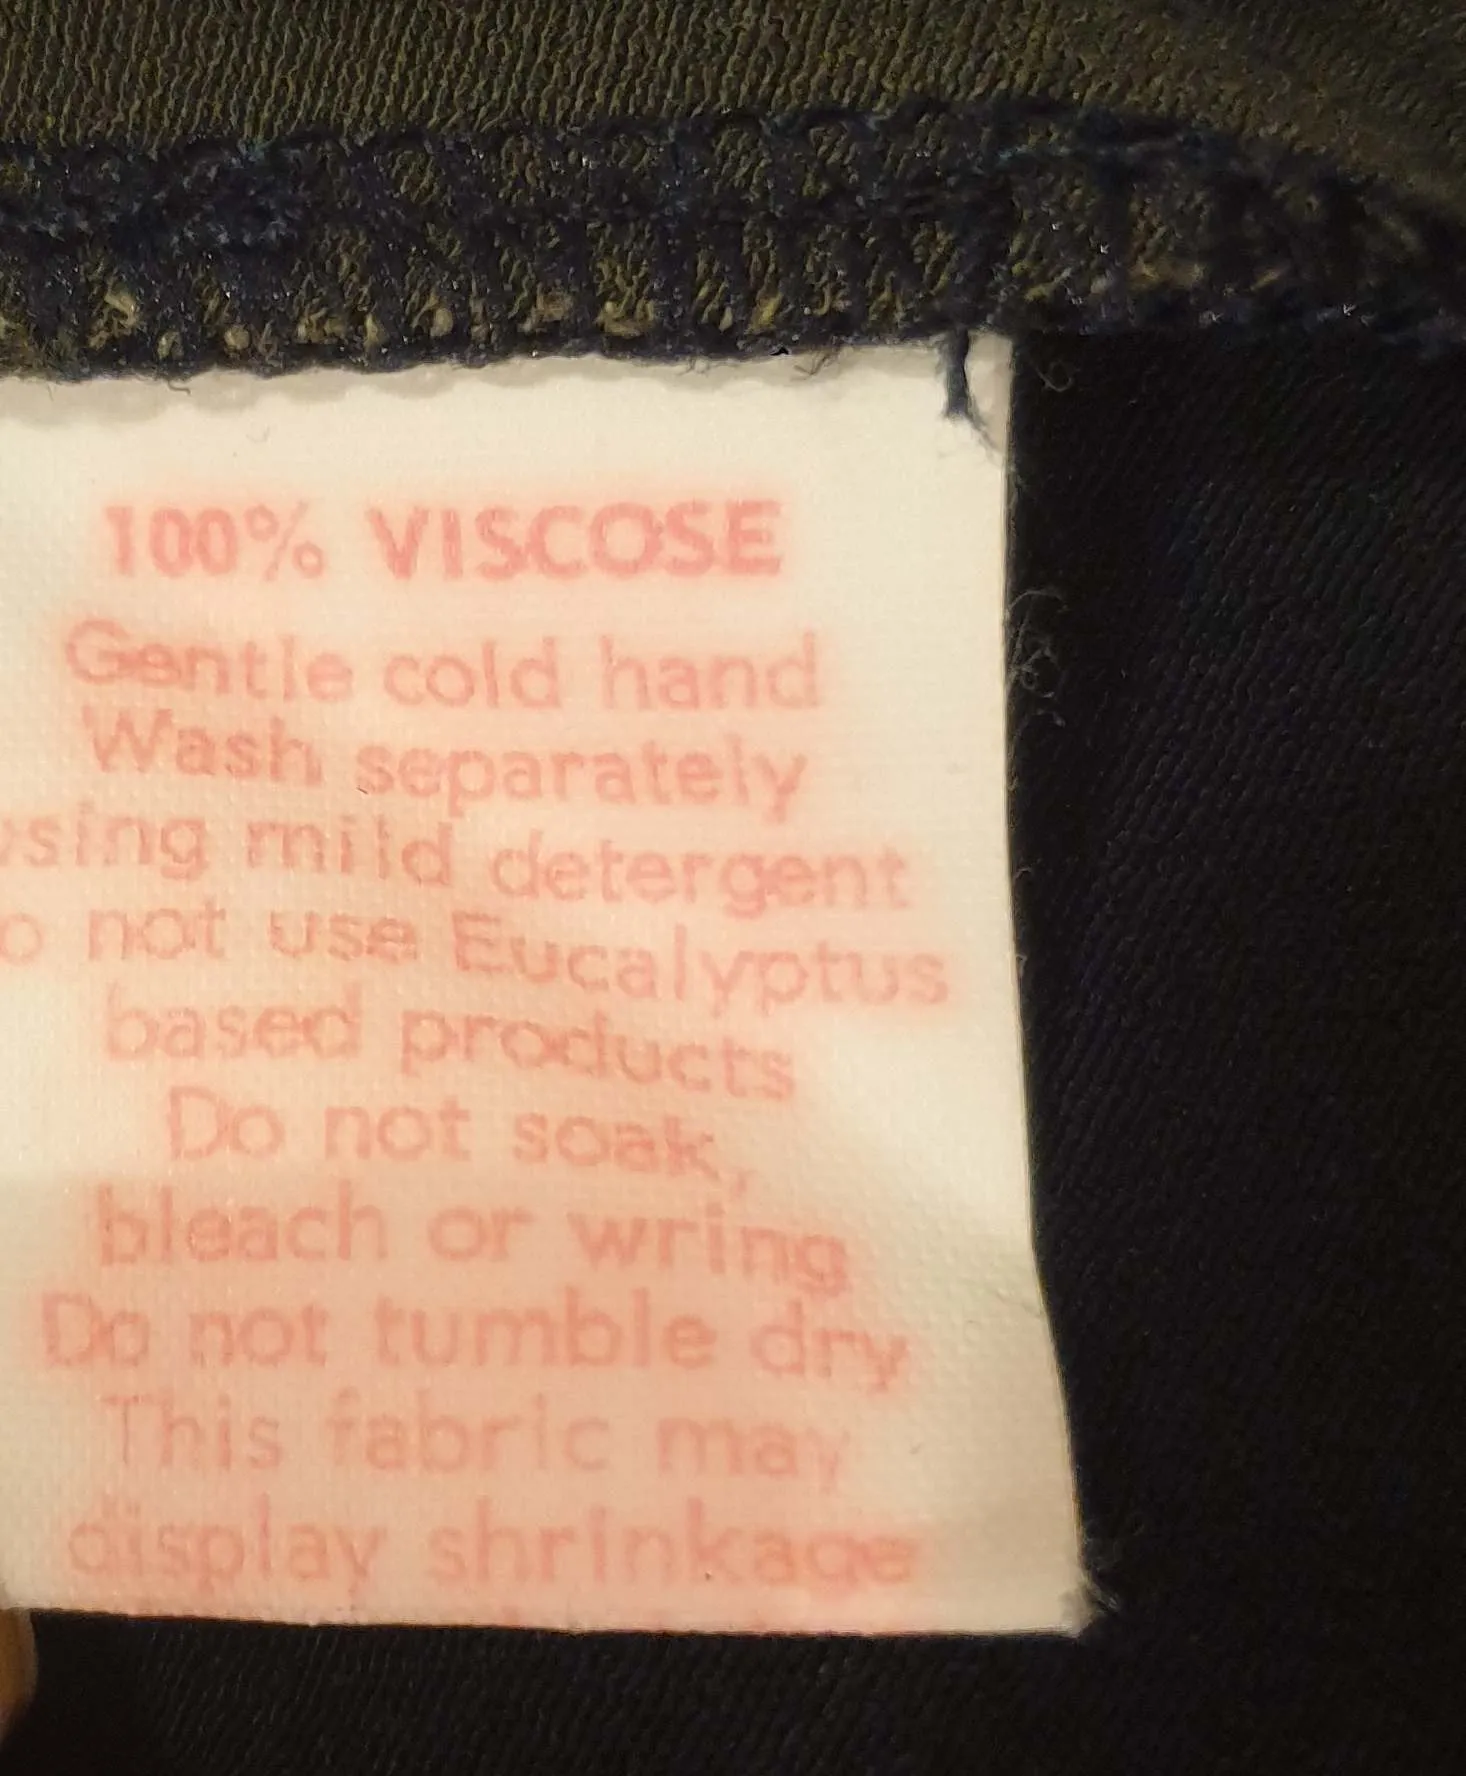 100% VISCOSE
Gentle cold hand
Wash separately
using mild detergent
o not use Eucalyptus
based products
Do not soak,
bleach or wring
Do not tumble dry
This fabric may
display shrinkage